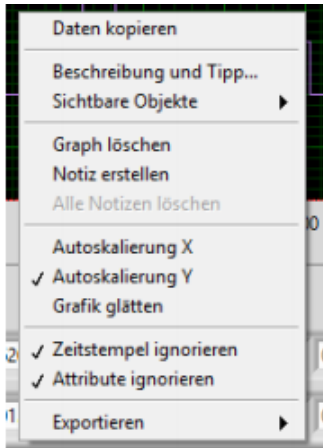 Daten kopieren
Beschreibung und Tipp...
Sichtbare Objekte
Graph löschen
Notiz erstellen
Alle Notizen löschen
Autoskalierung X
Autoskalierung Y
Grafik glätten
Zeitstempel ignorieren
Attribute ignorieren
Exportieren